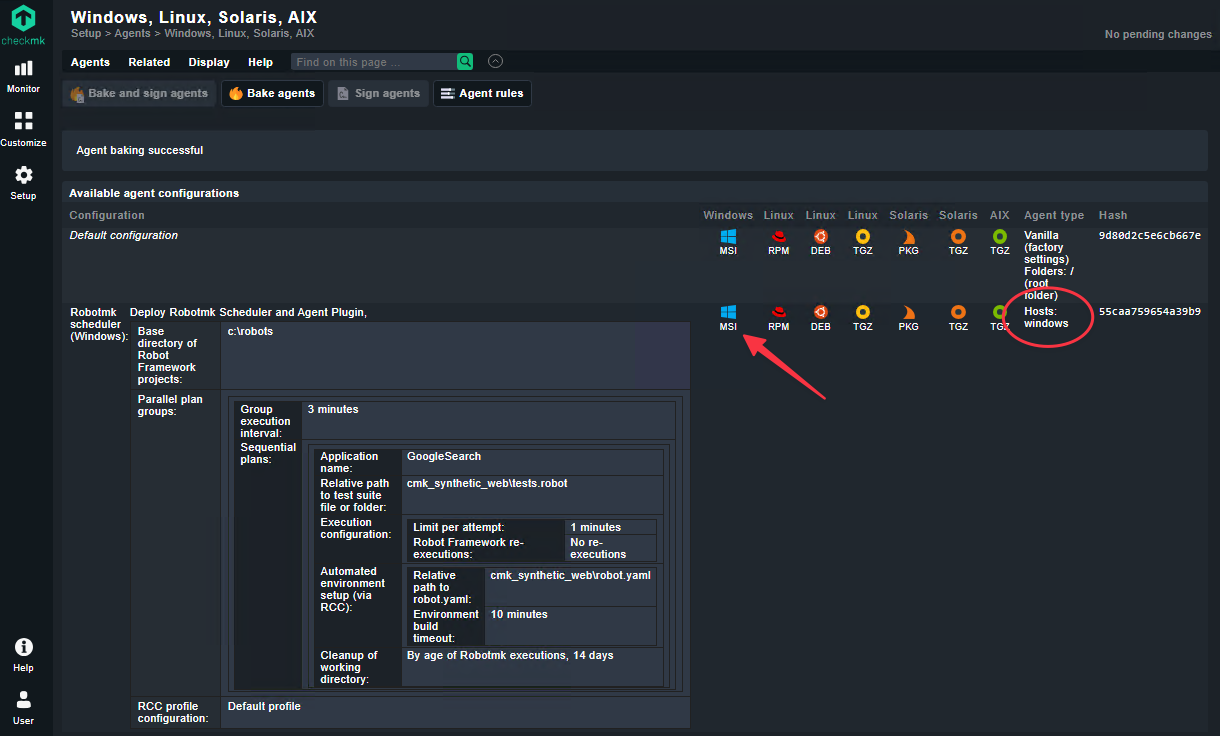 Windows, Linux, Solaris, AIX
Setup > Agents > Windows, Linux, Solaris, AIX
No pending changes
checkmk
Monitor
Customize
Setup
Help
User
Agents Related Display Help Find on this page ...
Bake and sign agents Bake agents Sign agents Agent rules
Agent baking successful
Available agent configurations
Configuration Windows Linux Linux Linux Solaris Solaris AIX Agent type Hash
Default configuration MSI RPM DEB TGZ PKG TGZ TGZ
Vanilla
(factory
settings)
Folders: /
(root
folder)
9d80d2c5e6cb667e
Robotmk
scheduler
(Windows):
Deploy Robotmk Scheduler and Agent Plugin,
MSI RPM DEB TGZ PKG TGZ TGZ
Hosts:
windows
55caa759654a39b9
Base
directory of
Robot
Framework
projects:
c:\robots
Parallel plan
groups:
Group
execution
interval:
3 minutes
Sequential
plans:
Application
name:
GoogleSearch
Relative path
to test suite
file or folder:
cmk_synthetic_web\tests.robot
Execution
configuration:
Limit per attempt: 1 minutes
Robot Framework re-
executions:
No re-
executions
Automated
environment
setup (via
RCC):
Relative
path to
robot.yaml:
cmk_synthetic_web\robot.yaml
Environment
build
timeout:
10 minutes
Cleanup of
working
directory:
By age of Robotmk executions, 14 days
RCC profile
configuration:
Default profile